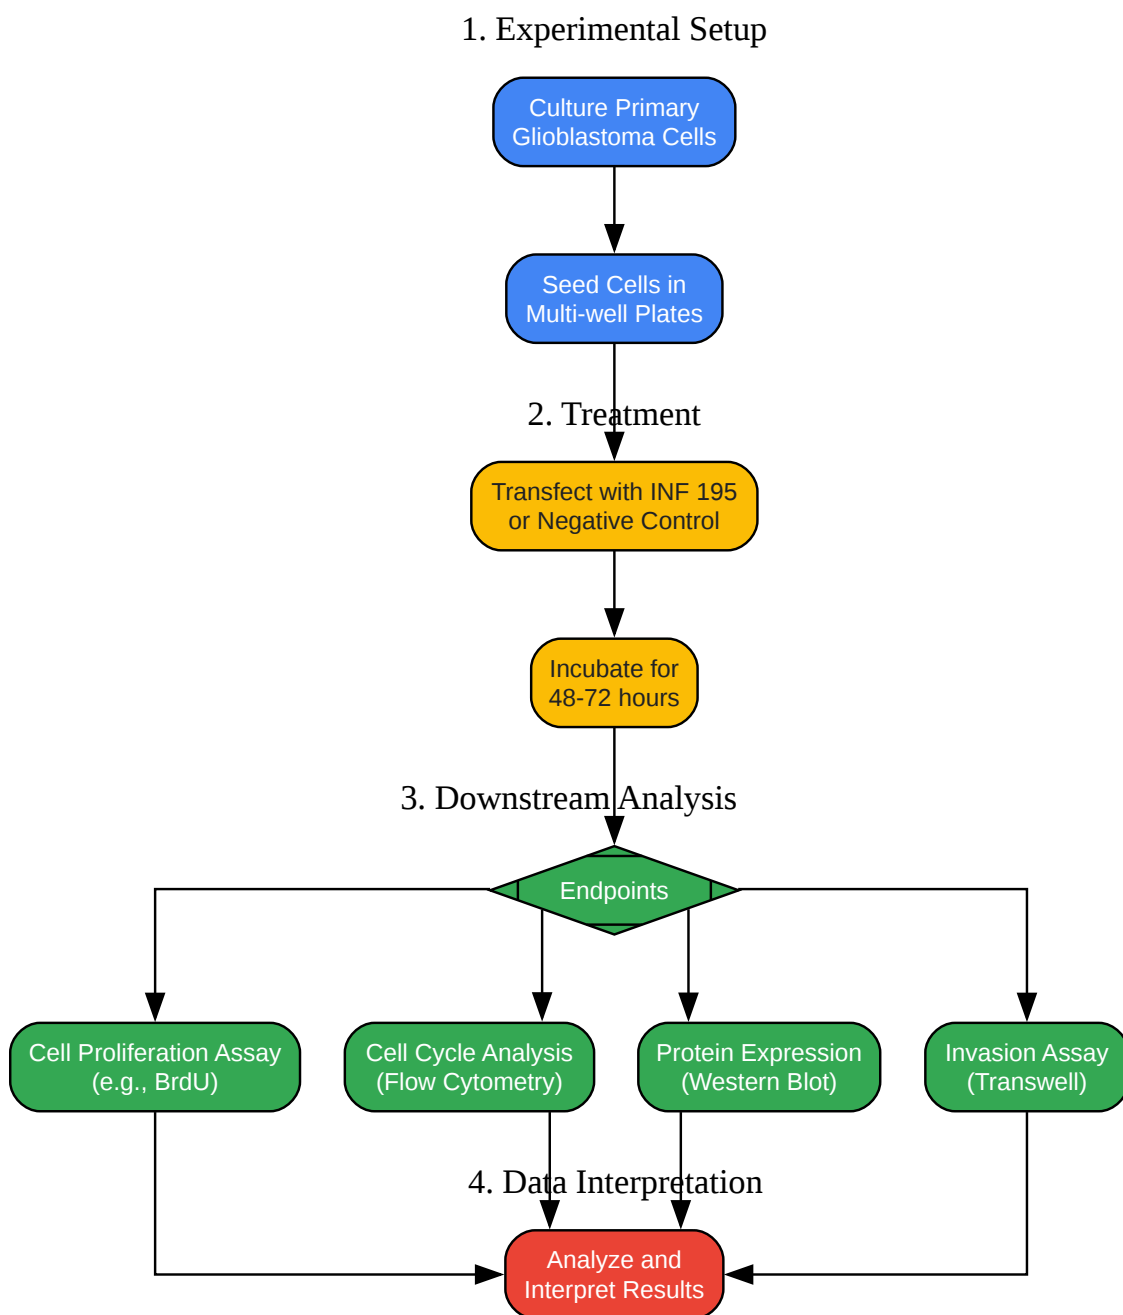 1. Experimental Setup
Culture Primary
Glioblastoma Cells
Seed Cells in
Multi-well Plates
2. Treatment
Transfect with INF 195
or Negative Control
Incubate for
48-72 hours
3. Downstream Analysis
Endpoints
Cell Proliferation Assay
(e.g., BrdU)
Cell Cycle Analysis
(Flow Cytometry)
Protein Expression
(Western Blot)
Invasion Assay
(Transwell)
4. Data Interpretation
Analyze and
Interpret Results